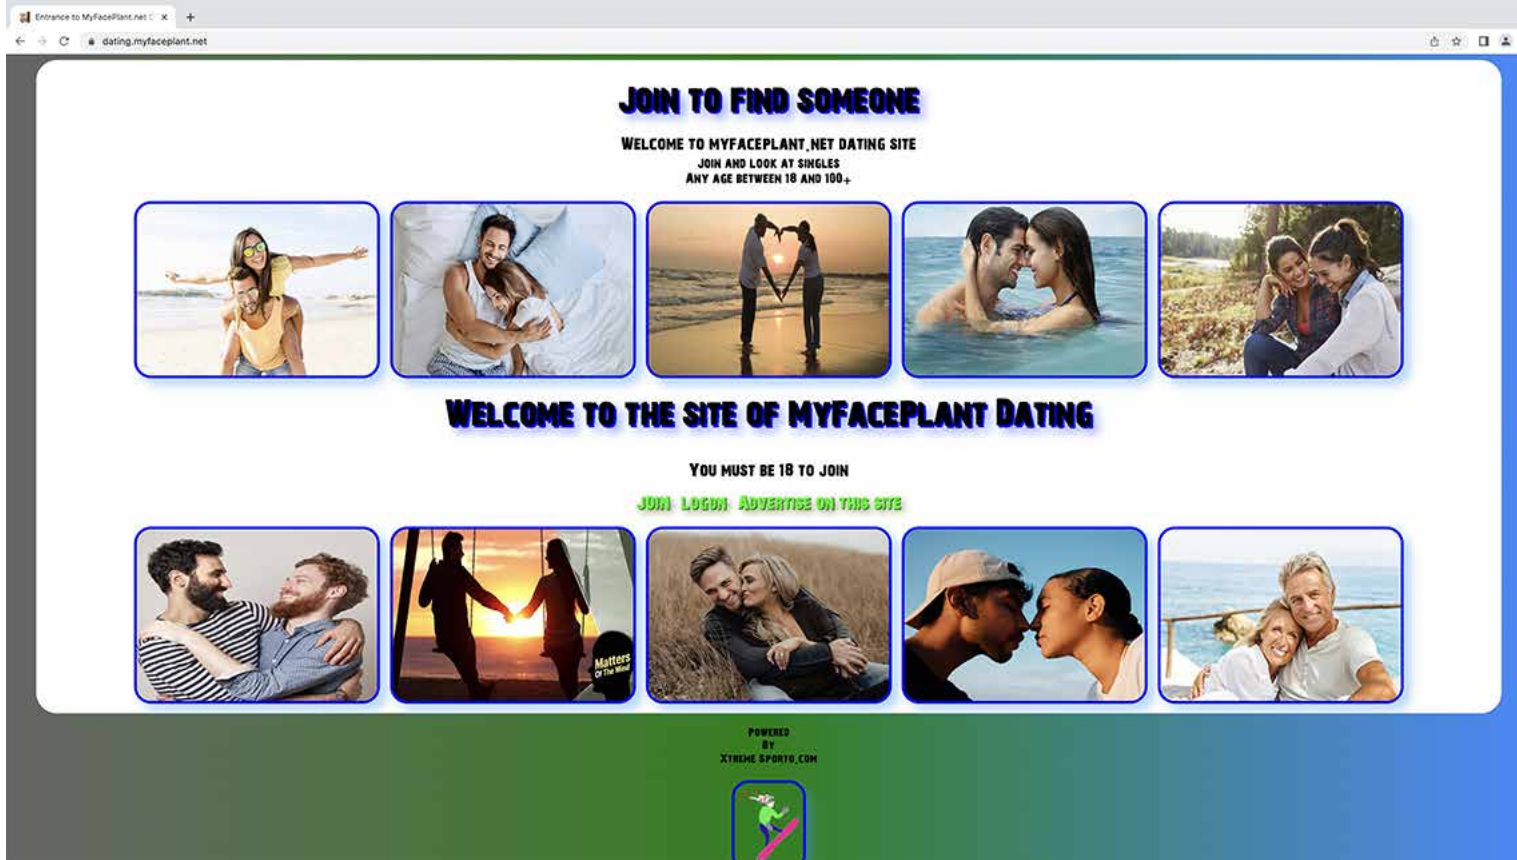 Entrance to MyFacePlant.net
dating.myfaceplant.net
Join to find someone
Welcome to myfaceplant.net dating site
Join and look at singles
Any age between 18 and 100+
Welcome to the site of MyFacePlant Dating
You must be 18 to join
JOIN Logon Advertise on this site
Matters
Of The Mind
Powered
By
Xtreme Sporto.com